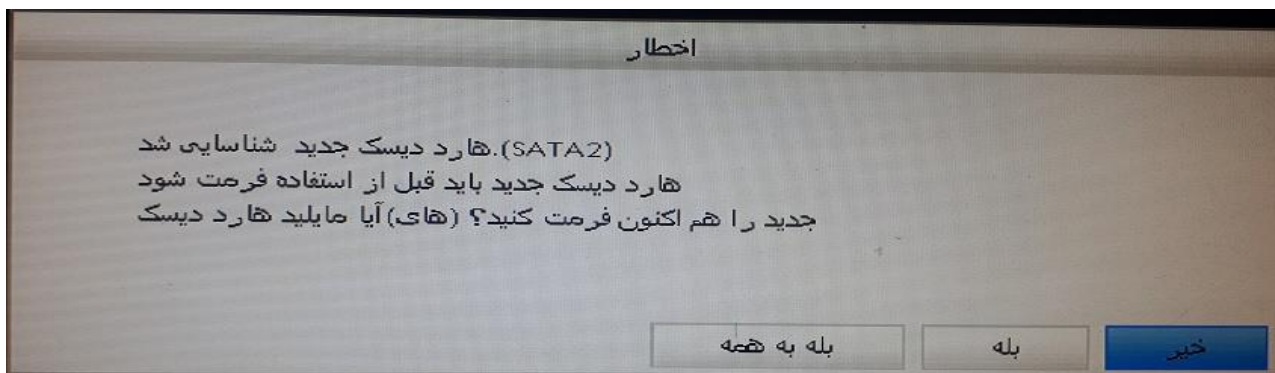 اخطار
(SATA2).هارد دیسک جدید شناسایی شد
هارد دیسک جدید باید قبل از استفاده فرمت شود
جدید را هم اکنون فرمت کنید؟ (های)آیا مایلید هارد دیسک
بله به همه
بله
خیر